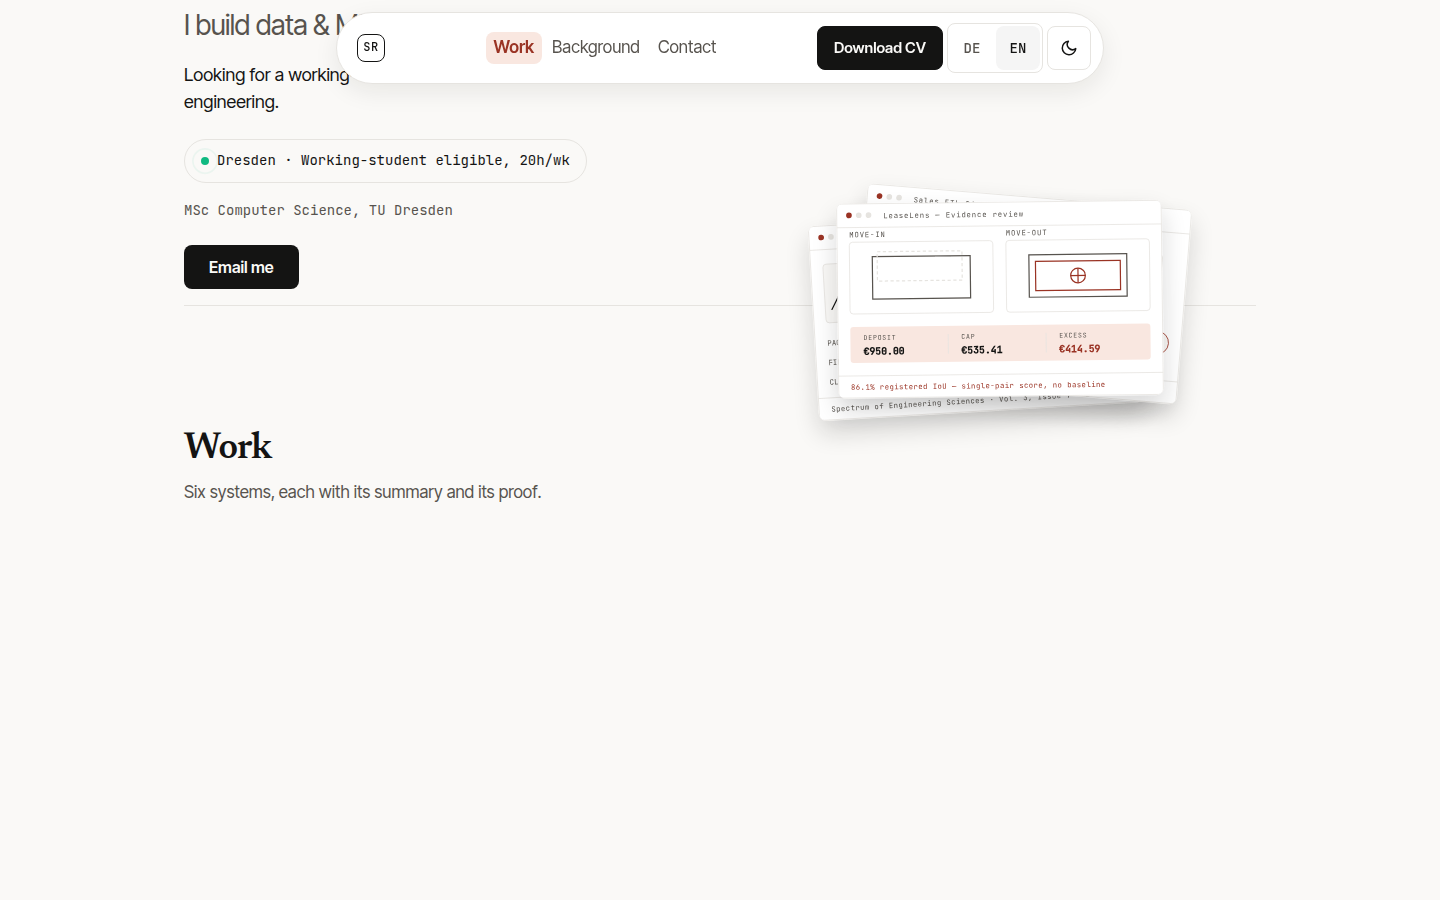 I build data & M
SR
Work
Background
Contact
Download CV
DE
EN
Looking for a working
engineering.
Dresden · Working-student eligible, 20h/wk
MSc Computer Science, TU Dresden
Email me
LeaseLens — Evidence review
MOVE-IN
MOVE-OUT
DEPOSIT
€950.00
CAP
€535.41
EXCESS
€414.59
86.1% registered IoU — single-pair score, no baseline
Spectrum of Engineering Sciences · Vol. 3, Issue
Work
Six systems, each with its summary and its proof.